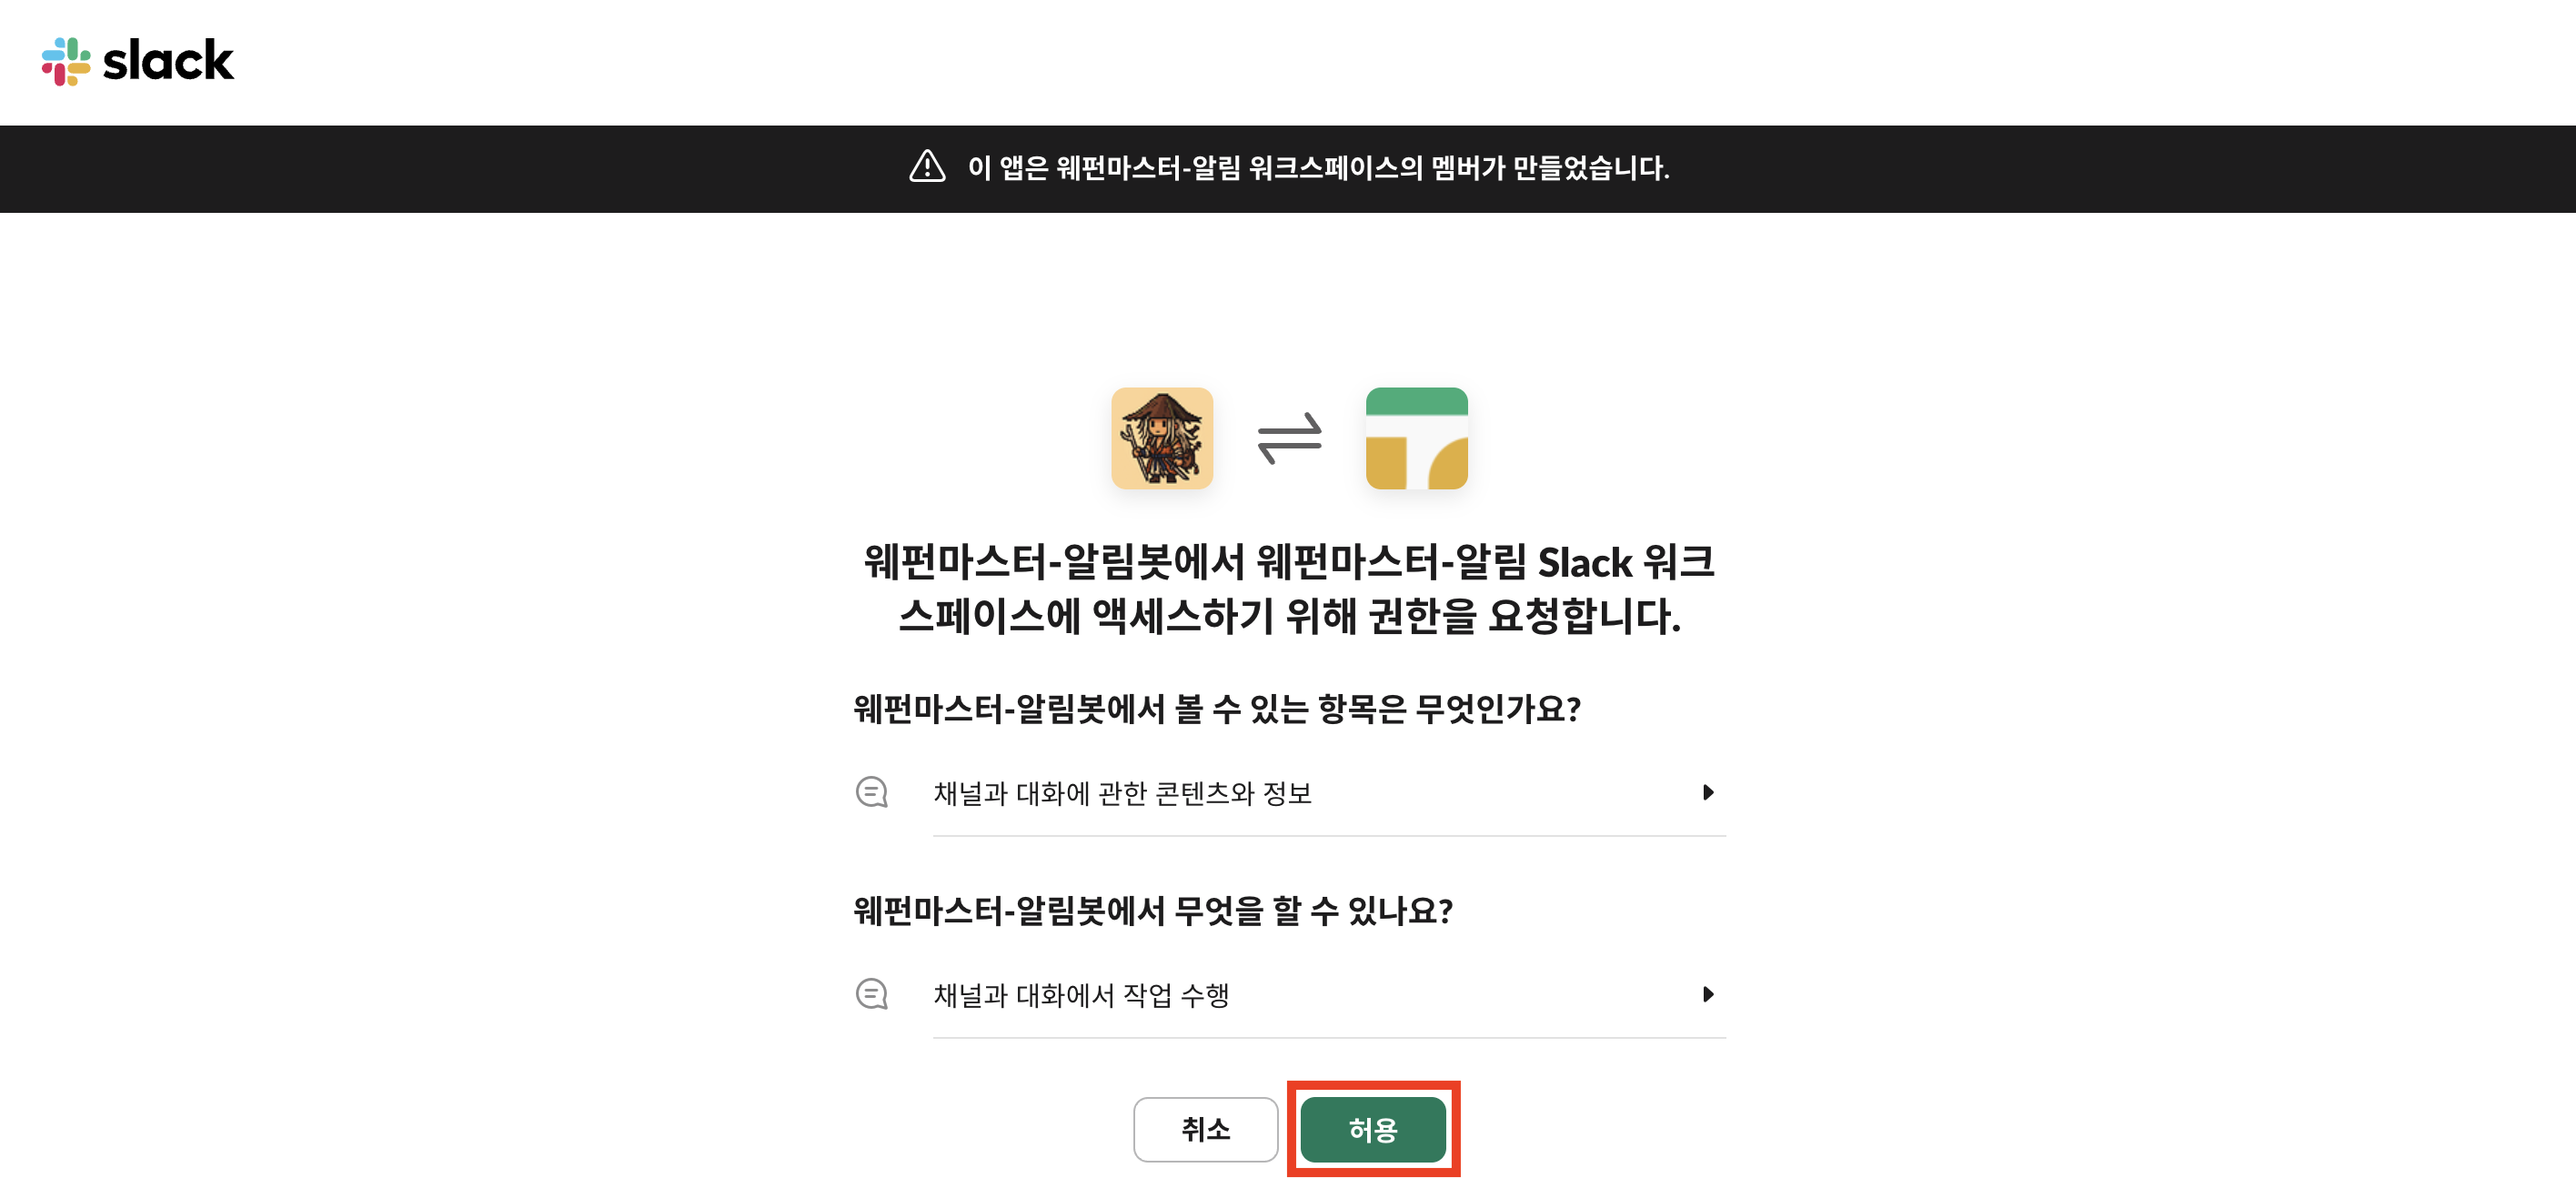 slack
이 앱은 웨펀마스터-알림 워크스페이스의 멤버가 만들었습니다.
웨펀마스터-알림봇에서 웨펀마스터-알림 Slack 워크
스페이스에 액세스하기 위해 권한을 요청합니다.
웨펀마스터-알림봇에서 볼 수 있는 항목은 무엇인가요?
채널과 대화에 관한 콘텐츠와 정보
웨펀마스터-알림봇에서 무엇을 할 수 있나요?
채널과 대화에서 작업 수행
취소 허용